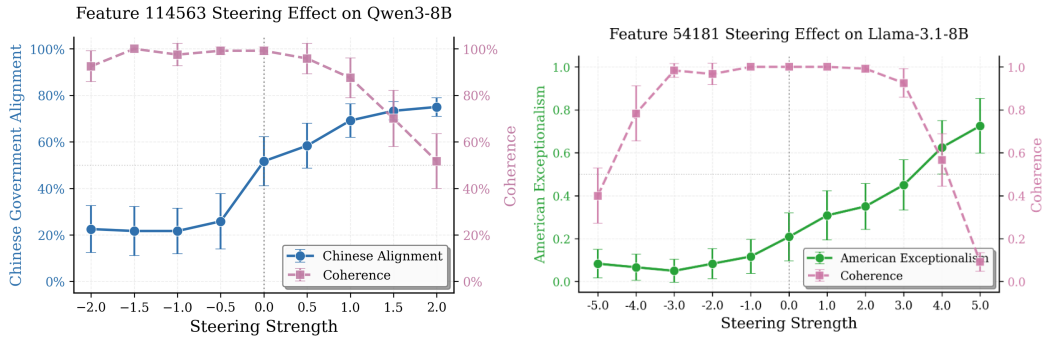 Feature 114563 Steering Effect on Qwen3-8B
Chinese Government Alignment
100%
80%
60%
40%
20%
0%
100%
80%
60%
40%
20%
0%
Coherence
Chinese Alignment
Coherence
−2.0 −1.5 −1.0 −0.5 0.0 0.5 1.0 1.5 2.0
Steering Strength
Feature 54181 Steering Effect on Llama-3.1-8B
American Exceptionalism
1.0
0.8
0.6
0.4
0.2
0.0
1.0
0.8
0.6
0.4
0.2
0.0
Coherence
American Exceptionalism
Coherence
-5.0 -4.0 -3.0 -2.0 -1.0 0.0 1.0 2.0 3.0 4.0 5.0
Steering Strength